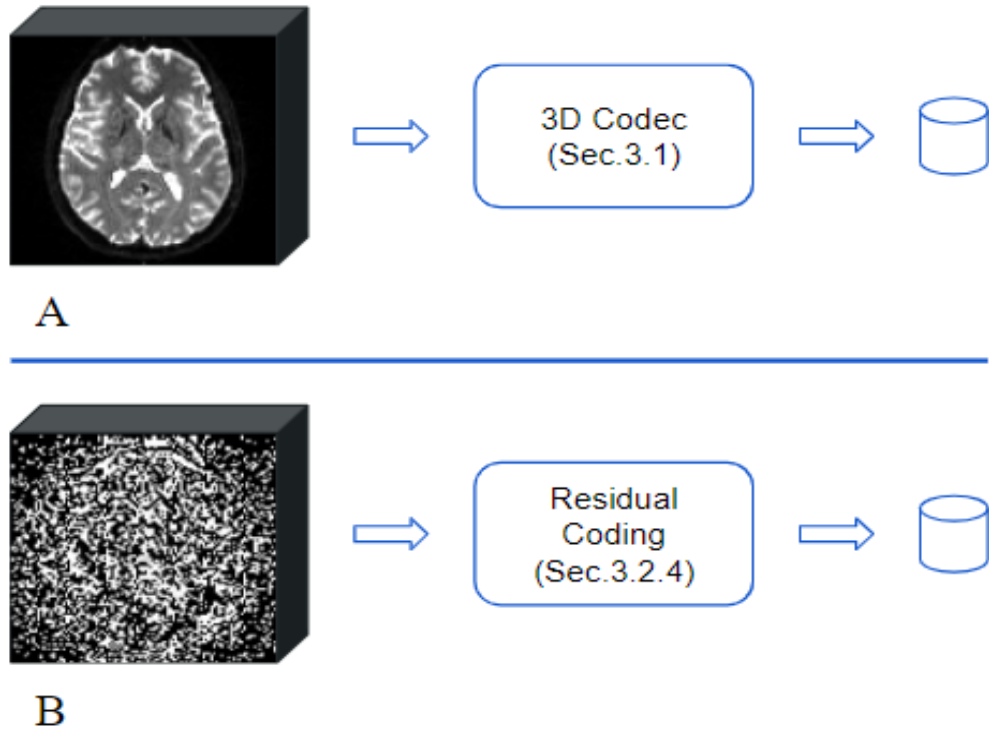 3D Codec
(Sec.3.1)
A
Residual
Coding
(Sec.3.2.4)
B